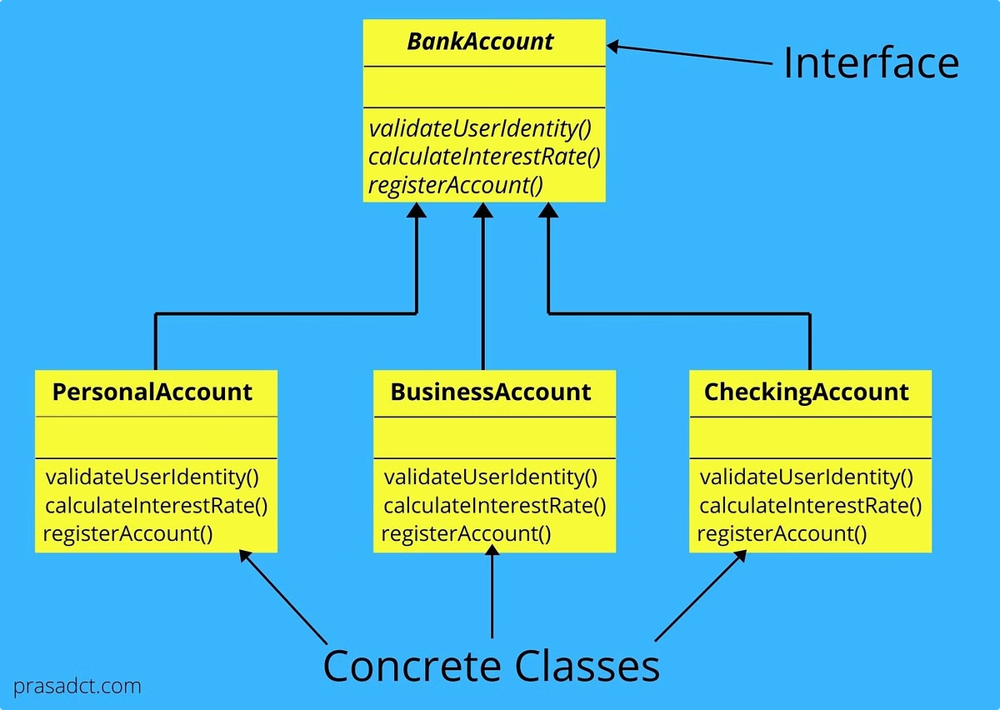 BankAccount
Interface
validateUserIdentity()
calculateInterestRate()
registerAccount()
PersonalAccount
validateUserIdentity()
calculateInterestRate()
registerAccount()
BusinessAccount
validateUserIdentity()
calculateInterestRate()
registerAccount()
CheckingAccount
validateUserIdentity()
calculateInterestRate()
registerAccount()
Concrete Classes
prasadct.com